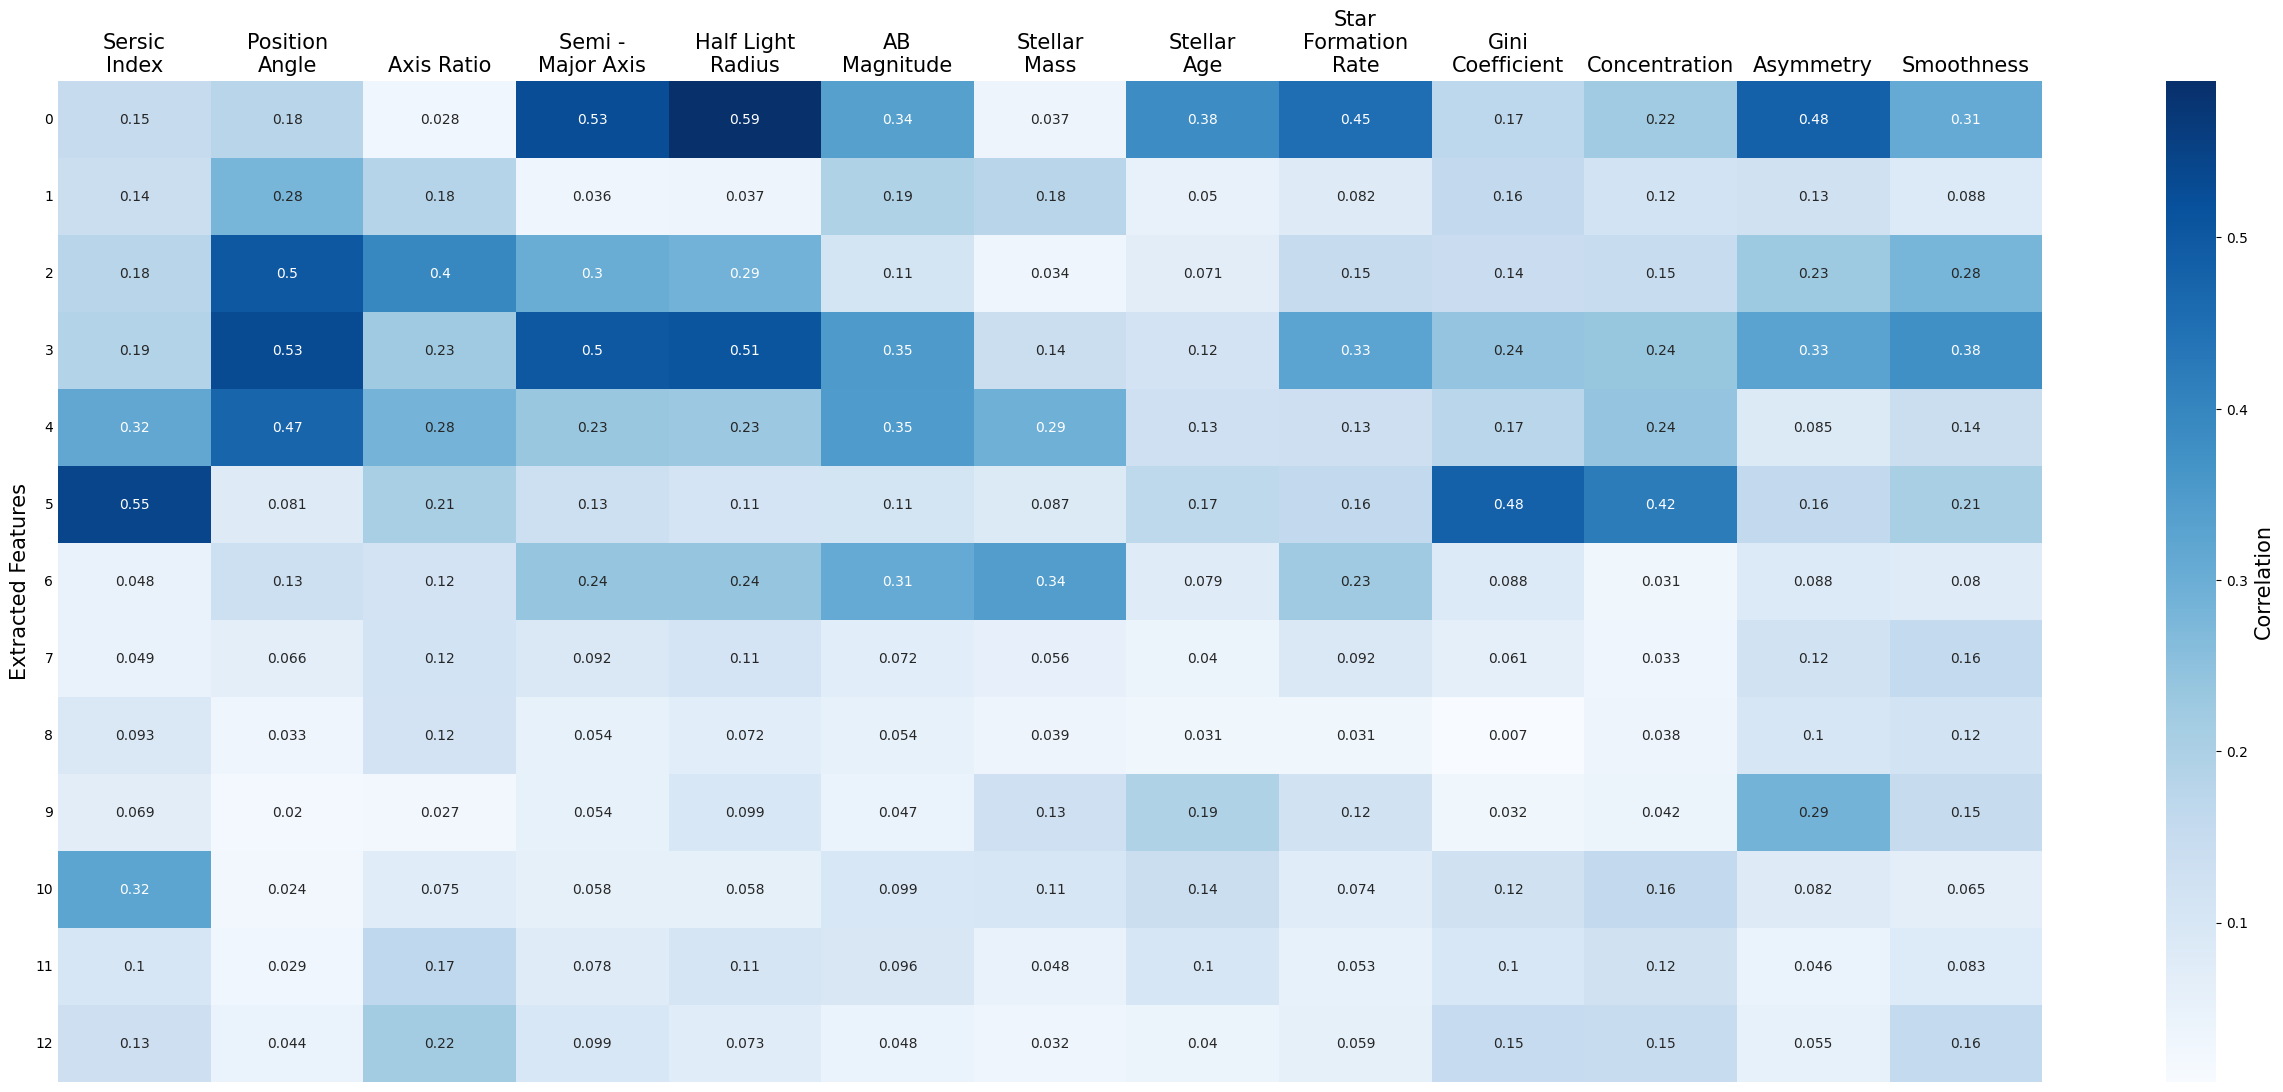 Star
Sersic Position Semi - Half Light AB Stellar Stellar Formation Gini
Index Angle Axis Ratio Major Axis Radius Magnitude Mass Age Rate Coefficient Concentration Asymmetry Smoothness
0 0.15 0.18 0.028 0.53 0.59 0.34 0.037 0.38 0.45 0.17 0.22 0.48 0.31
1 0.14 0.28 0.18 0.036 0.037 0.19 0.18 0.05 0.082 0.16 0.12 0.13 0.088
2 0.18 0.5 0.4 0.3 0.29 0.11 0.034 0.071 0.15 0.14 0.15 0.23 0.28
3 0.19 0.53 0.23 0.5 0.51 0.35 0.14 0.12 0.33 0.24 0.24 0.33 0.38
4 0.32 0.47 0.28 0.23 0.23 0.35 0.29 0.13 0.13 0.17 0.24 0.085 0.14
5 0.55 0.081 0.21 0.13 0.11 0.11 0.087 0.17 0.16 0.48 0.42 0.16 0.21
6 0.048 0.13 0.12 0.24 0.24 0.31 0.34 0.079 0.23 0.088 0.031 0.088 0.08
7 0.049 0.066 0.12 0.092 0.11 0.072 0.056 0.04 0.092 0.061 0.033 0.12 0.16
8 0.093 0.033 0.12 0.054 0.072 0.054 0.039 0.031 0.031 0.007 0.038 0.1 0.12
9 0.069 0.02 0.027 0.054 0.099 0.047 0.13 0.19 0.12 0.032 0.042 0.29 0.15
10 0.32 0.024 0.075 0.058 0.058 0.099 0.11 0.14 0.074 0.12 0.16 0.082 0.065
11 0.1 0.029 0.17 0.078 0.11 0.096 0.048 0.1 0.053 0.1 0.12 0.046 0.083
12 0.13 0.044 0.22 0.099 0.073 0.048 0.032 0.04 0.059 0.15 0.15 0.055 0.16
Extracted Features
0.5
0.4
0.3
0.2
0.1
Correlation